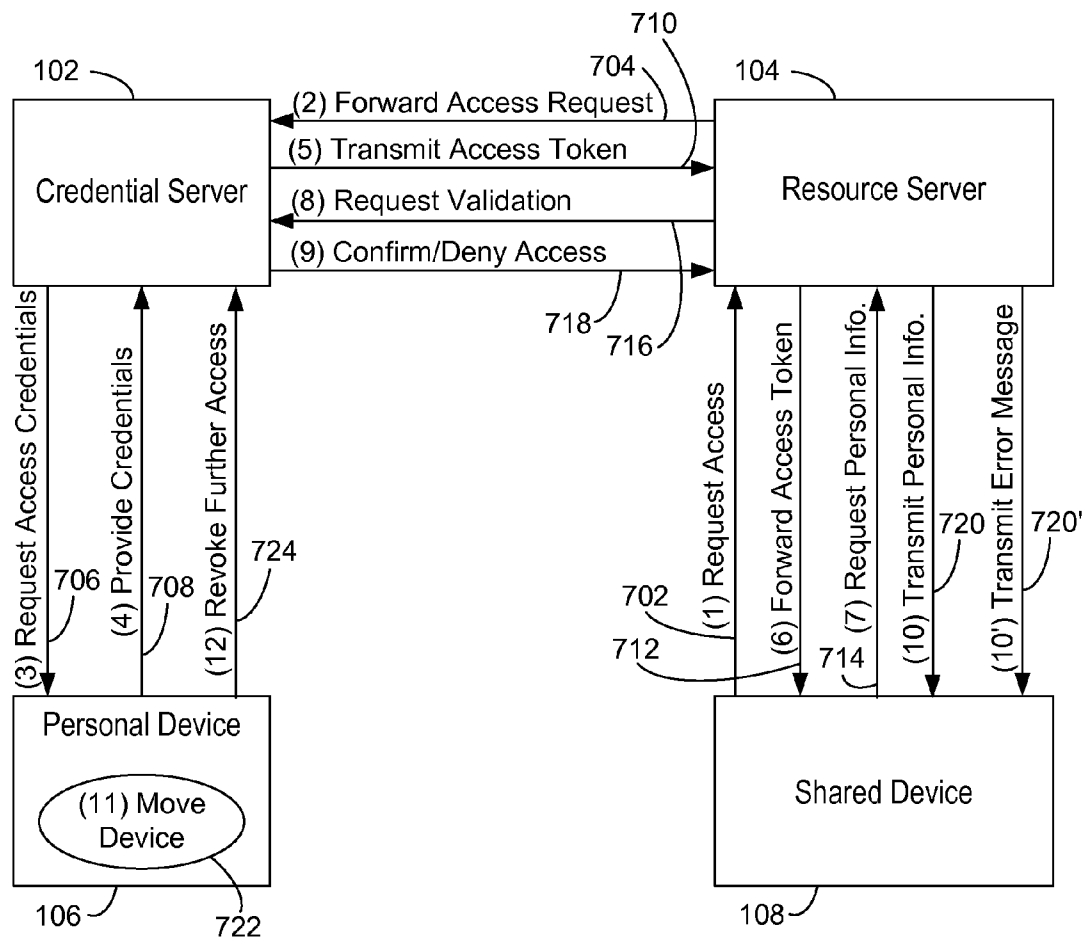 710
102
704
104
(2) Forward Access Request
(5) Transmit Access Token
Credential Server
Resource Server
(8) Request Validation
(9) Confirm/Deny Access
718
716
(3) Request Access Credentials
(4) Provide Credentials
(12) Revoke Further Access
(1) Request Access
(6) Forward Access Token
(7) Request Personal Info.
(10) Transmit Personal Info.
(10') Transmit Error Message
706
708
724
702
712
714
720
720'
Personal Device
(11) Move
Device
Shared Device
106
722
108